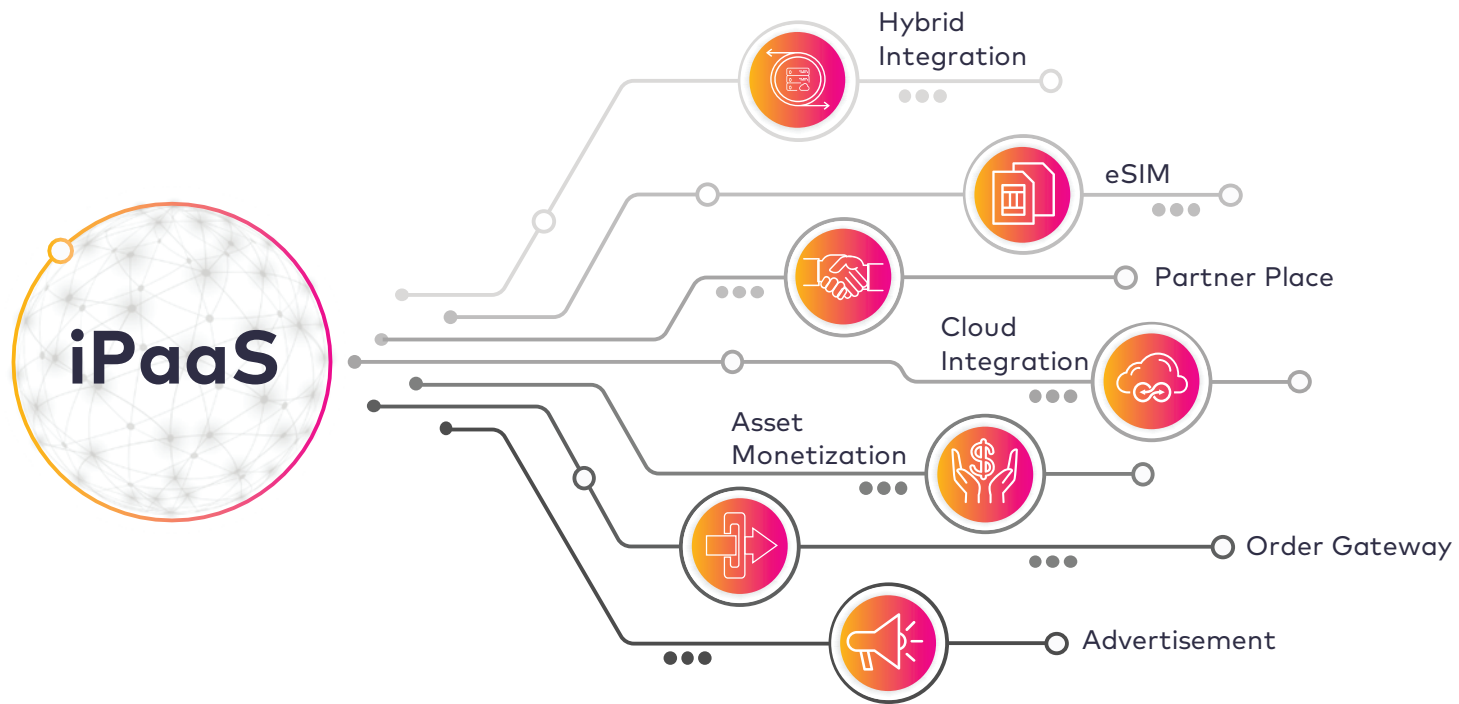 Hybrid
Integration
eSIM
Partner Place
iPaaS
Cloud
Integration
Asset
Monetization
Order Gateway
Advertisement